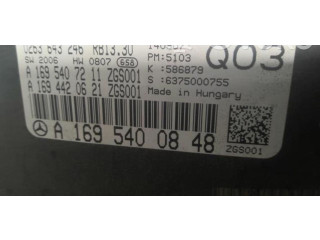 0263 643 246 RB13.30
SW 2006 HW 0807 658
A 169 540 72 11 ZGS001
A 169 442 06 21 ZGS001
PM:5103
K :586879
S :6375000755
Made in Hungary
Q03
A 169 540 08 48
ZGS001